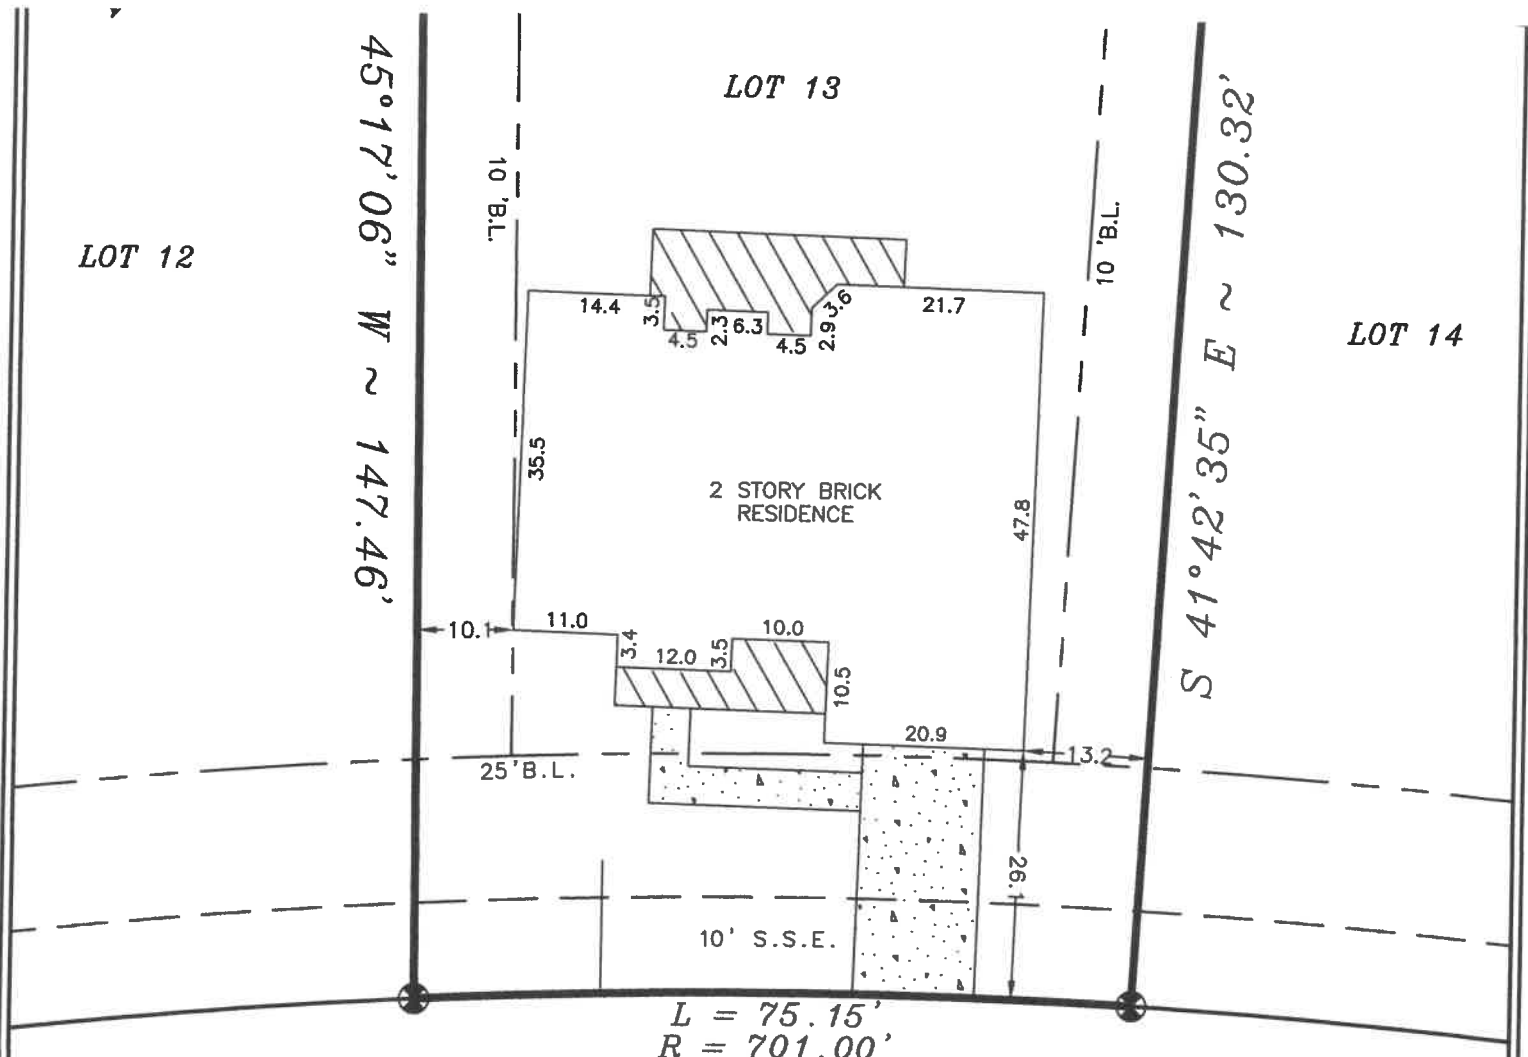 LOT 13
LOT 12
LOT 14
45°17'06" W ~ 147.46'
S 41°42'35" E ~ 130.32'
10 'B.L.
10 'B.L.
14.4
3.5
4.5
2.3
6.3
4.5
2.9
3.6
21.7
35.5
2 STORY BRICK
RESIDENCE
47.8
10.1
11.0
3.4
12.0
3.5
10.0
10.5
20.9
13.2
25'B.L.
26.1
10' S.S.E.
L = 75.15'
R = 701.00'